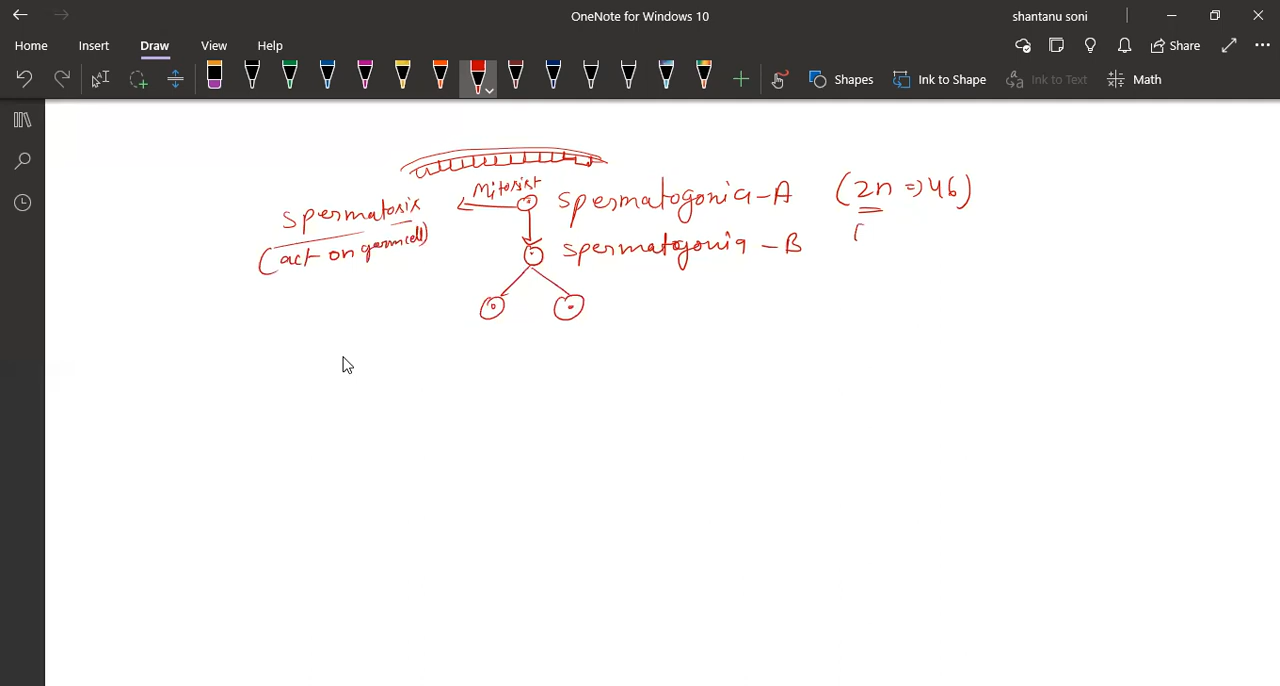 OneNote for Windows 10
shantanu soni
Home Insert Draw View Help
Share
Shapes Ink to Shape Ink to Text Math
Mitosist
spermatogonia-A (2n => 46)
spermatosis
(act on germcell)
spermatogonia - B (